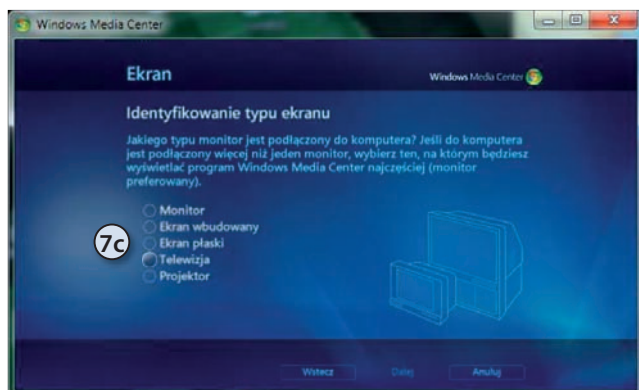 Windows Media Center
Ekran
Windows Media Center
Identyfikowanie typu ekranu
Jakiego typu monitor jest podłączony do komputera? Jeśli do komputera
jest podłączony więcej niż jeden monitor, wybierz ten, na którym będziesz
wyświetlać program Windows Media Center najczęściej (monitor
preferowany).
Monitor
Ekran wbudowany
7c
Ekran płaski
Telewizja
Projektor
Wstecz
Dalej
Anuluj